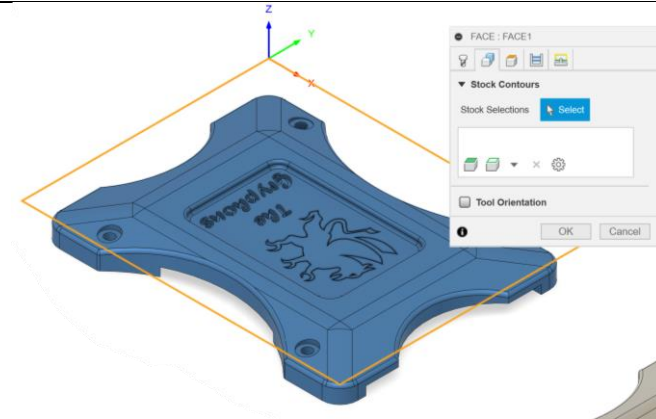 Z
Y
X
FACE : FACE1
Stock Contours
Stock Selections
Select
Tool Orientation
OK
Cancel
The
Gryphons